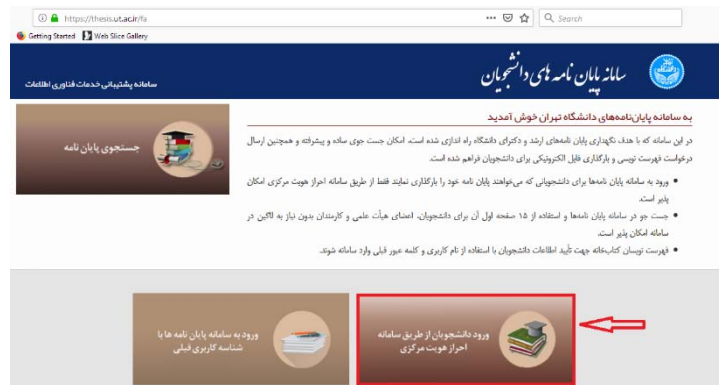 https://thesis.ut.ac.ir/fa
Search
Getting Started
Web Slice Gallery
سامانه پایان نامه های دانشجویان
سامانه پشتیبانی خدمات فناوری اطلاعات
به سامانه پایان‌نامه‌های دانشگاه تهران خوش آمدید
در این سامانه که با هدف نگهداری پایان نامه‌های ارشد و دکترای دانشگاه راه اندازی شده است، امکان جست جوی ساده و پیشرفته و همچنین ارسال
درخواست فهرست نویسی و بارگذاری فایل الکترونیکی برای دانشجویان فراهم شده است.
ورود به سامانه پایان نامه‌ها برای دانشجویانی که می‌خواهند پایان نامه خود را بارگذاری نمایند فقط از طریق سامانه احراز هویت مرکزی امکان
پذیر است.
جست جو در سامانه پایان نامه‌ها و استفاده از ۱۵ صفحه اول آن برای دانشجویان، اعضای هیأت علمی و کارمندان بدون نیاز به لاگین در
سامانه امکان پذیر است.
فهرست نویسان کتابخانه جهت تأیید اطلاعات دانشجویان با استفاده از نام کاربری و کلمه عبور قبلی وارد سامانه شوند.
جستجوی پایان نامه
ورود دانشجویان از طریق سامانه
احراز هویت مرکزی
ورود به سامانه پایان نامه ها با
شناسه کاربری قبلی